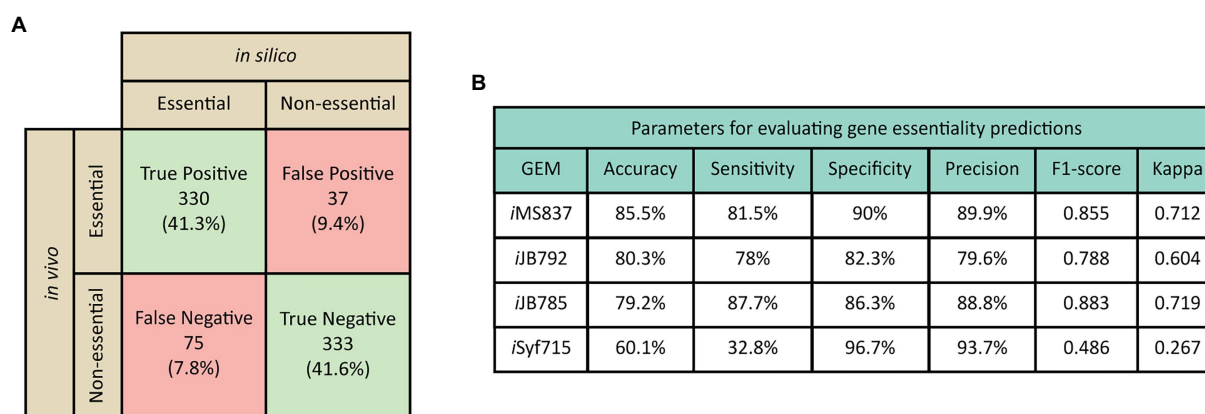 A
in silico
Essential Non-essential
in vivo
Essential
True Positive
330
(41.3%)
False Positive
37
(9.4%)
Non-essential
False Negative
75
(7.8%)
True Negative
333
(41.6%)
B
Parameters for evaluating gene essentiality predictions
GEM Accuracy Sensitivity Specificity Precision F1-score Kappa
iMS837 85.5% 81.5% 90% 89.9% 0.855 0.712
iJB792 80.3% 78% 82.3% 79.6% 0.788 0.604
iJB785 79.2% 87.7% 86.3% 88.8% 0.883 0.719
iSyf715 60.1% 32.8% 96.7% 93.7% 0.486 0.267